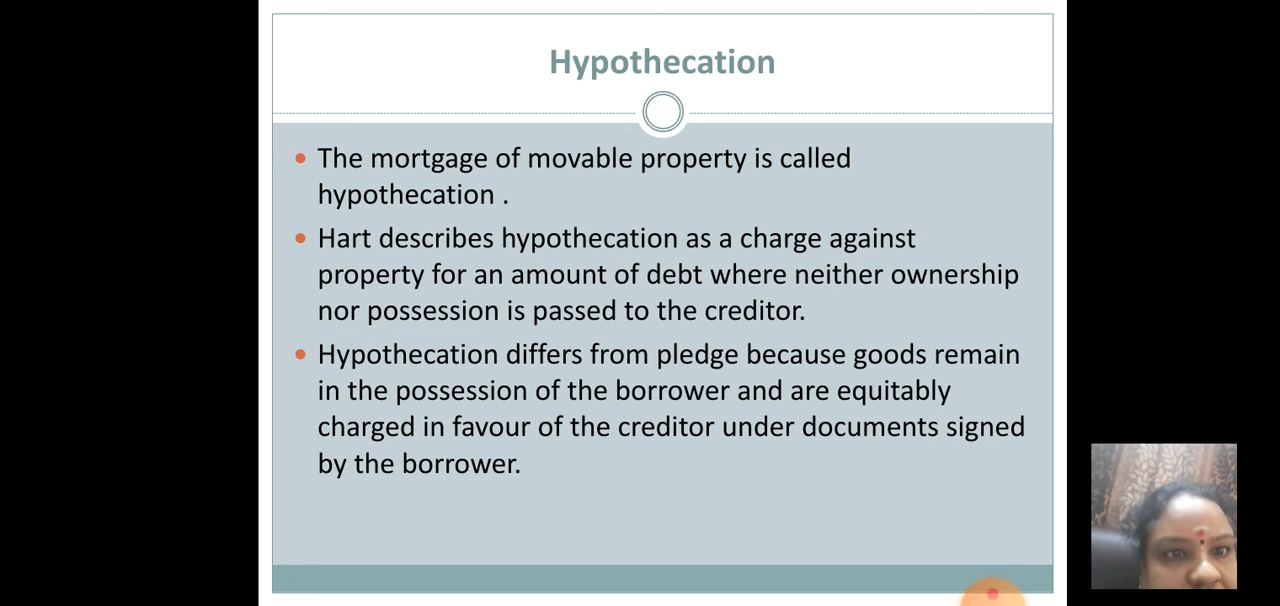 Hypothecation
The mortgage of movable property is called
hypothecation .
Hart describes hypothecation as a charge against
property for an amount of debt where neither ownership
nor possession is passed to the creditor.
Hypothecation differs from pledge because goods remain
in the possession of the borrower and are equitably
charged in favour of the creditor under documents signed
by the borrower.